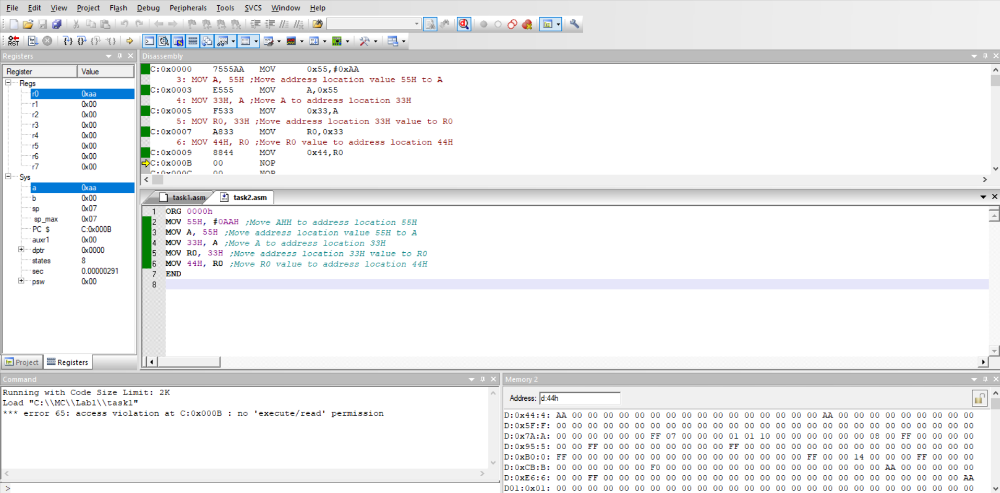 File Edit View Project Flash Debug Peripherals Tools SVCS Window Help
RST
Registers
Register Value
Regs
r0 0xaa
r1 0x00
r2 0x00
r3 0x00
r4 0x00
r5 0x00
r6 0x00
r7 0x00
Sys
a 0xaa
b 0x00
sp 0x07
sp_max 0x07
PC $ C:0x000B
auxr1 0x00
dptr 0x0000
states 8
sec 0.00000291
psw 0x00
Project Registers
Disassembly
C:0x0000 7555AA MOV 0x55,#0xAA
3: MOV A, 55H ;Move address location value 55H to A
C:0x0003 E555 MOV A,0x55
4: MOV 33H, A ;Move A to address location 33H
C:0x0005 F533 MOV 0x33,A
5: MOV R0, 33H ;Move address location 33H value to R0
C:0x0007 A833 MOV R0,0x33
6: MOV 44H, R0 ;Move R0 value to address location 44H
C:0x0009 8844 MOV 0x44,R0
C:0x000B 00 NOP
C:0x000C 00 NOP
task1.asm task2.asm
1 ORG 0000h
2 MOV 55H, #0AAH ;Move AHH to address location 55H
3 MOV A, 55H ;Move address location value 55H to A
4 MOV 33H, A ;Move A to address location 33H
5 MOV R0, 33H ;Move address location 33H value to R0
6 MOV 44H, R0 ;Move R0 value to address location 44H
7 END
8
Command
Running with Code Size Limit: 2K
Load "C:\\MC\\Lab1\\task1"
*** error 65: access violation at C:0x000B : no 'execute/read' permission
>
Memory 2
Address: d:44h
D:0x44:4: AA 00 00 00 00 00 00 00 00 00 00 00 00 00 00 00 00 AA 00 00 00 00 00 00 00 00 00
D:0x5F:F: 00 00 00 00 00 00 00 00 00 00 00 00 00 00 00 00 00 00 00 00 00 00 00 00 00 00 00
D:0x7A:A: 00 00 00 00 00 00 FF 07 00 00 00 01 01 10 00 00 00 00 00 00 08 00 FF 00 00 00 00
D:0x95:5: 00 00 FF 00 00 00 00 00 00 00 00 FF 00 00 00 00 00 00 00 00 00 00 00 00 00 00 00
D:0xB0:0: FF 00 00 00 00 00 00 00 00 00 00 00 00 00 00 00 FF 00 00 14 00 00 00 FF 00 00 00
D:0xCB:B: 00 00 00 00 00 00 F0 00 00 00 00 00 00 00 00 00 00 00 00 00 00 AA 00 00 00 00 00
D:0xE6:6: 00 00 FF 00 00 00 00 00 00 00 00 00 00 00 00 00 00 00 00 00 00 00 00 00 00 00 AA
D01:0x01: 00 00 00 00 00 00 00 00 00 00 00 00 00 00 00 00 00 00 00 00 00 00 00 00 00 00 00